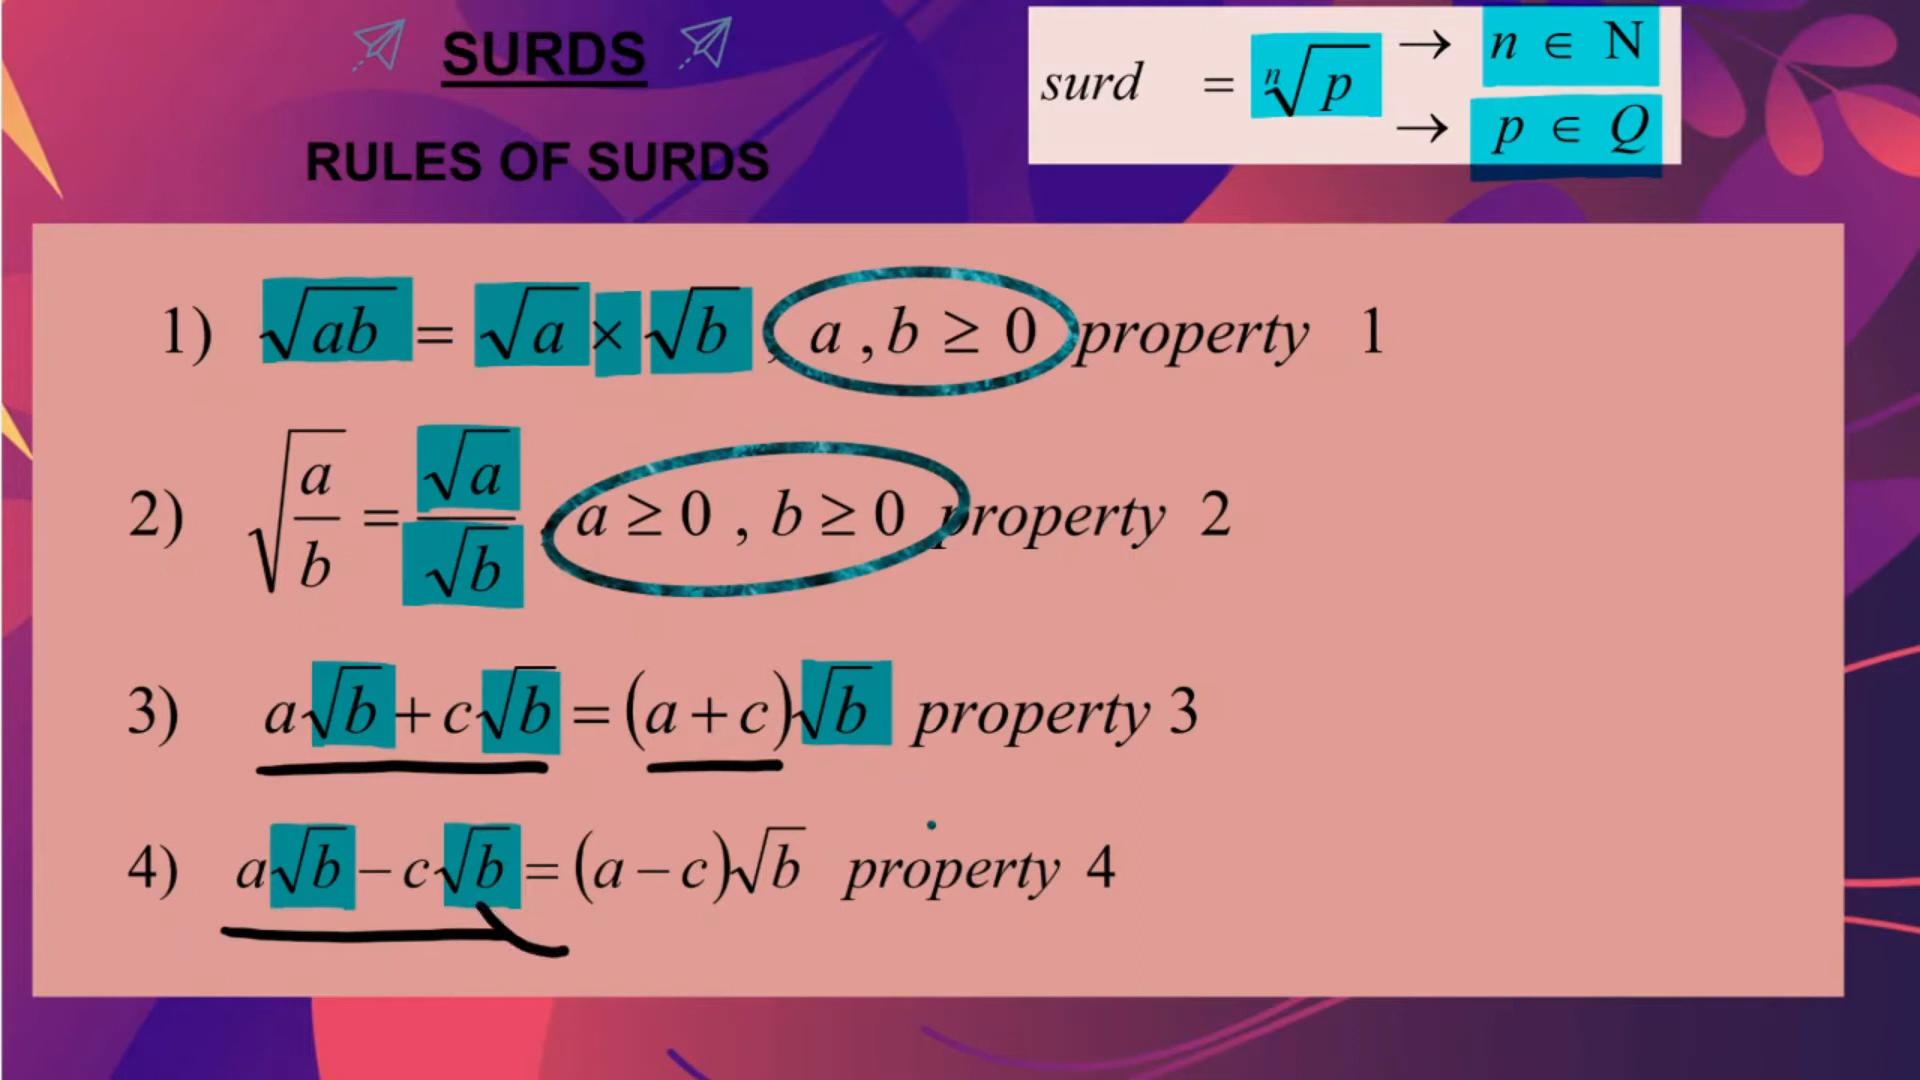 SURDS
RULES OF SURDS
surd = ⁿ√p → n ∈ N
→ p ∈ Q
1) √ab = √a × √b , a , b ≥ 0 property 1
2) √(a/b) = √a/√b , a ≥ 0 , b ≥ 0 property 2
3) a√b + c√b = (a + c)√b property 3
4) a√b − c√b = (a − c)√b property 4